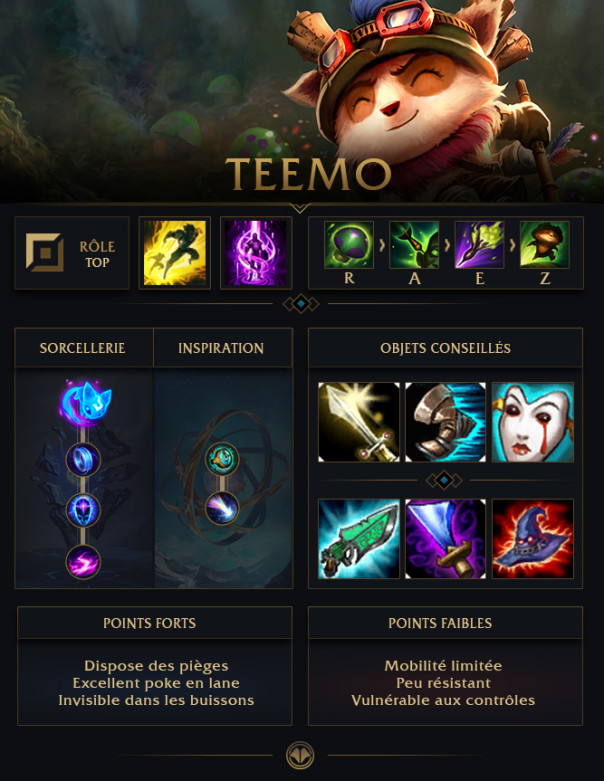 TEEMO
RÔLE
TOP
R A E Z
SORCELLERIE
INSPIRATION
OBJETS CONSEILLÉS
POINTS FORTS
Dispose des pièges
Excellent poke en lane
Invisible dans les buissons
POINTS FAIBLES
Mobilité limitée
Peu résistant
Vulnérable aux contrôles